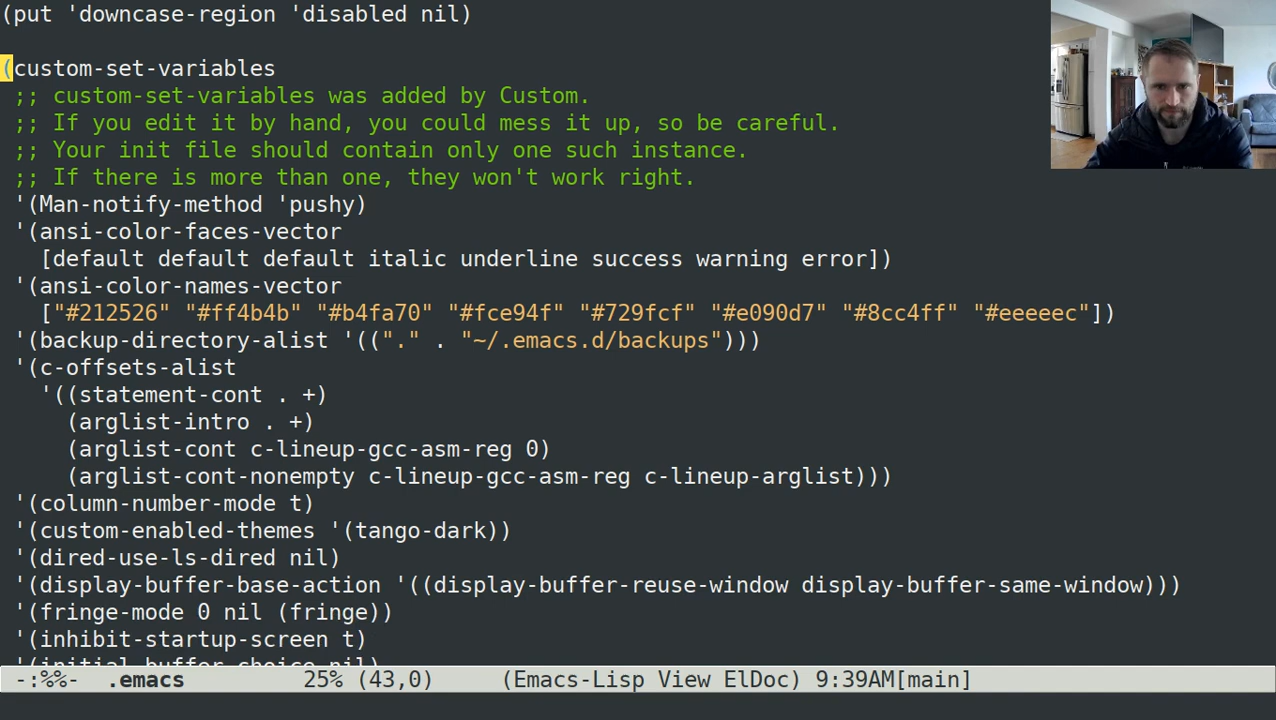 (put 'downcase-region 'disabled nil)
(custom-set-variables
;; custom-set-variables was added by Custom.
;; If you edit it by hand, you could mess it up, so be careful.
;; Your init file should contain only one such instance.
;; If there is more than one, they won't work right.
'(Man-notify-method 'pushy)
'(ansi-color-faces-vector
[default default default italic underline success warning error])
'(ansi-color-names-vector
["#212526" "#ff4b4b" "#b4fa70" "#fce94f" "#729fcf" "#e090d7" "#8cc4ff" "#eeeeec"])
'(backup-directory-alist '(("." . "~/.emacs.d/backups")))
'(c-offsets-alist
'((statement-cont . +)
(arglist-intro . +)
(arglist-cont c-lineup-gcc-asm-reg 0)
(arglist-cont-nonempty c-lineup-gcc-asm-reg c-lineup-arglist)))
'(column-number-mode t)
'(custom-enabled-themes '(tango-dark))
'(dired-use-ls-dired nil)
'(display-buffer-base-action '((display-buffer-reuse-window display-buffer-same-window)))
'(fringe-mode 0 nil (fringe))
'(inhibit-startup-screen t)
'(initial-buffer-choice nil)
-:%%- .emacs 25% (43,0) (Emacs-Lisp View ElDoc) 9:39AM[main]